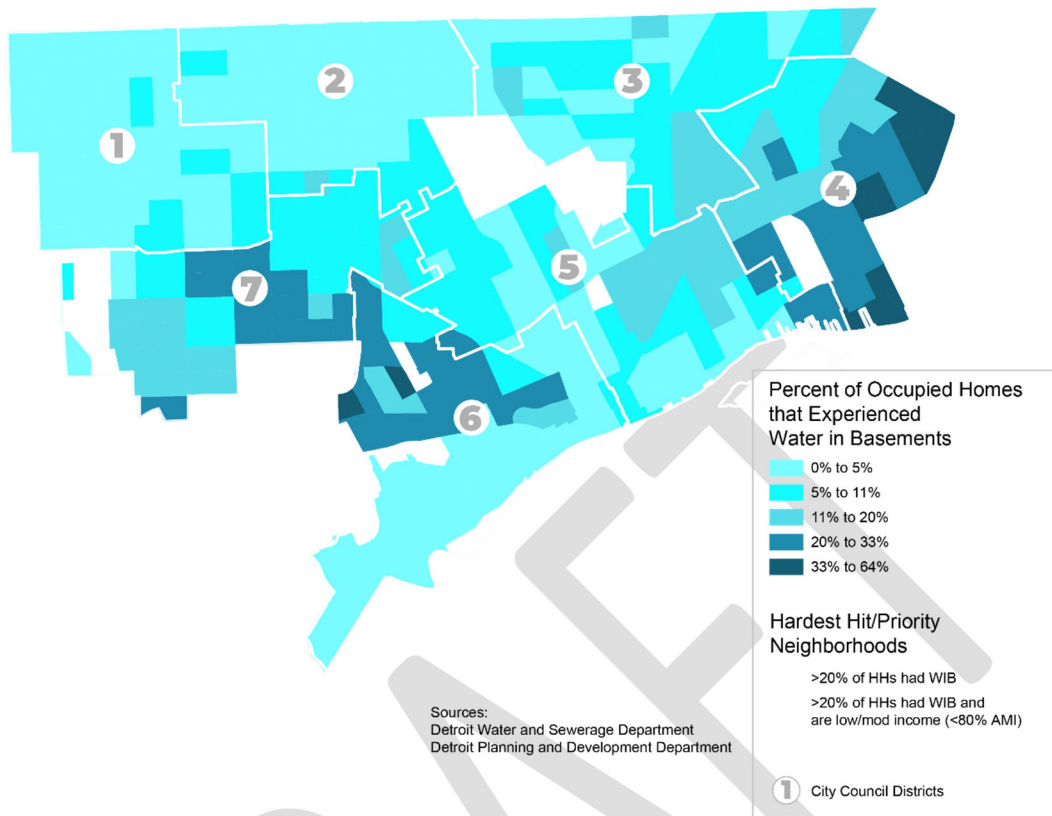 1
2
3
4
5
7
6
Percent of Occupied Homes
that Experienced
Water in Basements
0% to 5%
5% to 11%
11% to 20%
20% to 33%
33% to 64%
Hardest Hit/Priority
Neighborhoods
>20% of HHs had WIB
>20% of HHs had WIB and
are low/mod income (<80% AMI)
Sources:
Detroit Water and Sewerage Department
Detroit Planning and Development Department
1 City Council Districts
DRAFT